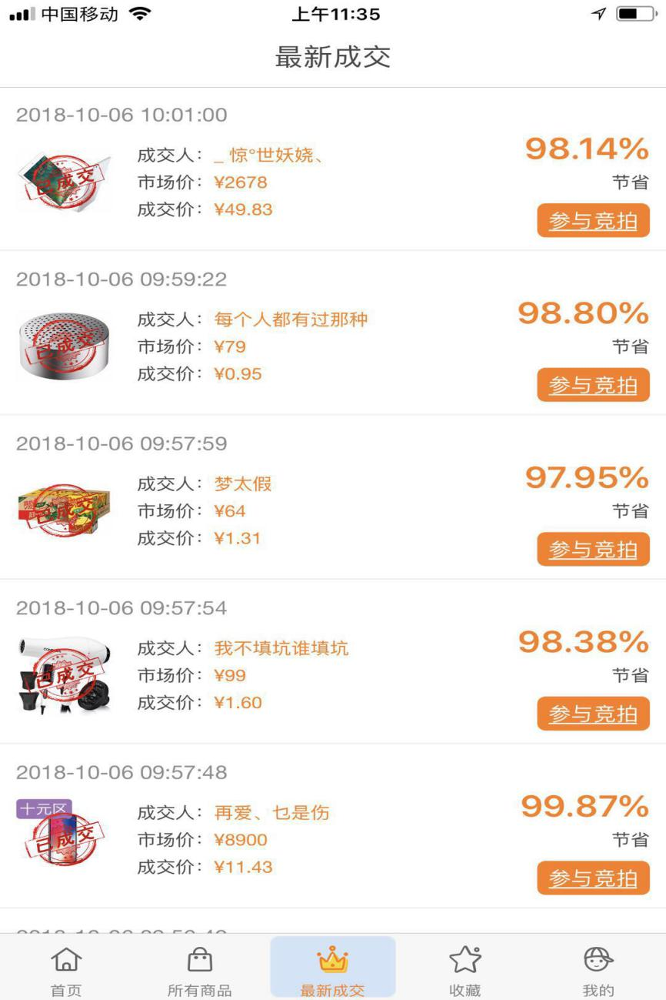 中国移动
上午11:35
最新成交
2018-10-06 10:01:00
已成交
成交人： _ 惊°世妖娆、
市场价： ¥2678
成交价： ¥49.83
98.14%
节省
参与竞拍
2018-10-06 09:59:22
已成交
成交人： 每个人都有过那种
市场价： ¥79
成交价： ¥0.95
98.80%
节省
参与竞拍
2018-10-06 09:57:59
已成交
成交人： 梦太假
市场价： ¥64
成交价： ¥1.31
97.95%
节省
参与竞拍
2018-10-06 09:57:54
已成交
成交人： 我不填坑谁填坑
市场价： ¥99
成交价： ¥1.60
98.38%
节省
参与竞拍
2018-10-06 09:57:48
十元区
已成交
成交人： 再爱、乜是伤
市场价： ¥8900
成交价： ¥11.43
99.87%
节省
参与竞拍
首页
所有商品
最新成交
收藏
我的